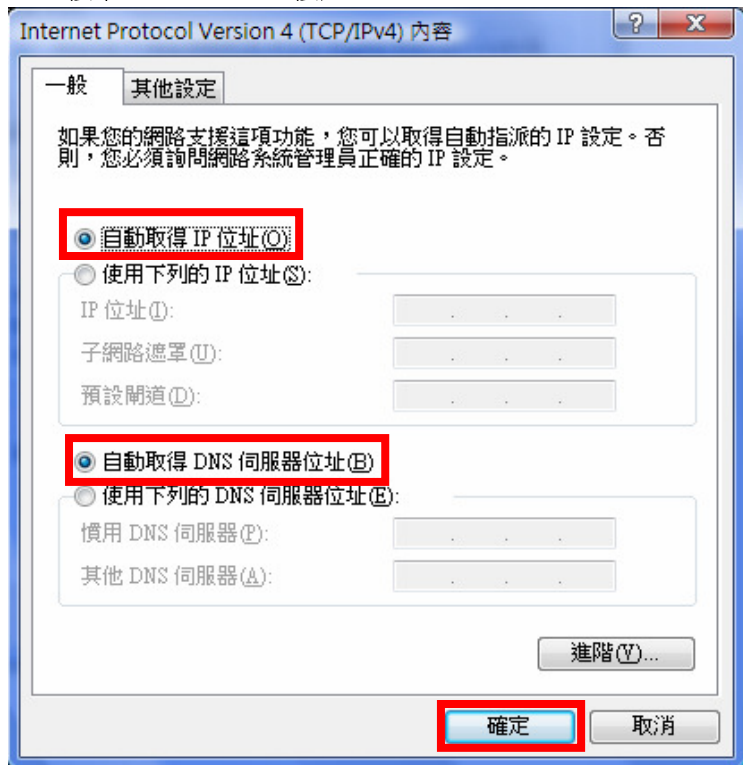 Internet Protocol Version 4 (TCP/IPv4) 內容
一般
其他設定
如果您的網路支援這項功能，您可以取得自動指派的 IP 設定。否
則，您必須詢問網路系統管理員正確的 IP 設定。
自動取得 IP 位址(O)
使用下列的 IP 位址(S):
IP 位址(I):
子網路遮罩(U):
預設閘道(D):
自動取得 DNS 伺服器位址(B)
使用下列的 DNS 伺服器位址(E):
慣用 DNS 伺服器(P):
其他 DNS 伺服器(A):
進階(V)...
確定
取消